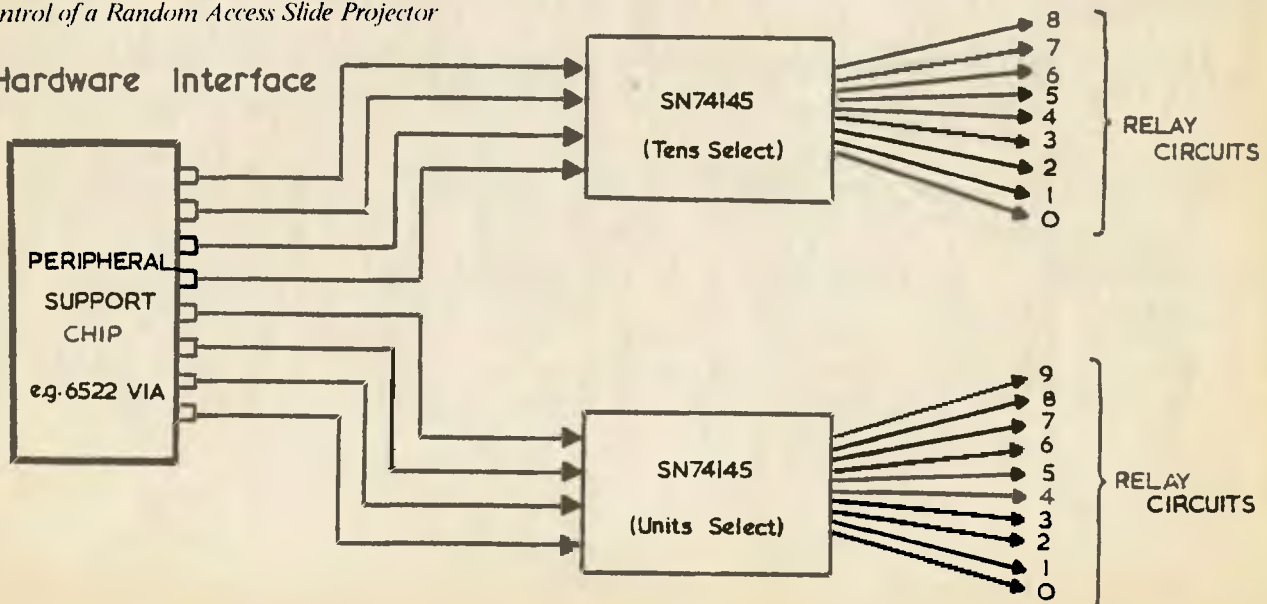 ntrol of a Random Access Slide Projector
Hardware Interface
PERIPHERAL
SUPPORT
CHIP
e.g. 6522 VIA
SN74145
(Tens Select)
8
7
6
5
4
3
2
1
0
RELAY
CIRCUITS
SN74145
(Units Select)
9
8
7
6
5
4
3
2
1
0
RELAY
CIRCUITS